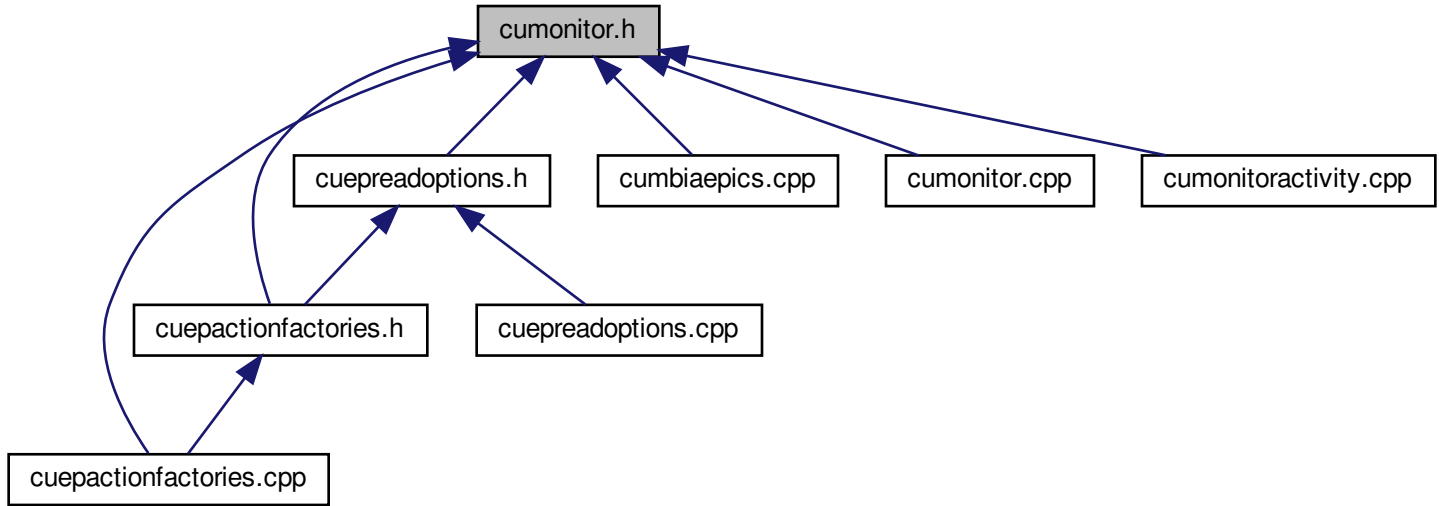 cumonitor.h
cuepreadoptions.h
cumbiaepics.cpp
cumonitor.cpp
cumonitoractivity.cpp
cuepactionfactories.h
cuepreadoptions.cpp
cuepactionfactories.cpp